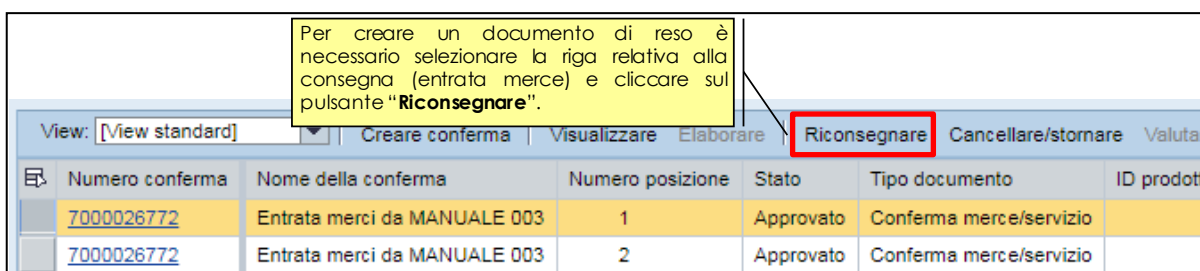 Per creare un documento di reso è
necessario selezionare la riga relativa alla
consegna (entrata merce) e cliccare sul
pulsante “Riconsegnare”.
View: [View standard] Creare conferma Visualizzare Elaborare Riconsegnare Cancellare/stornare Valuta
Numero conferma Nome della conferma Numero posizione Stato Tipo documento ID prodott
7000026772 Entrata merci da MANUALE 003 1 Approvato Conferma merce/servizio
7000026772 Entrata merci da MANUALE 003 2 Approvato Conferma merce/servizio